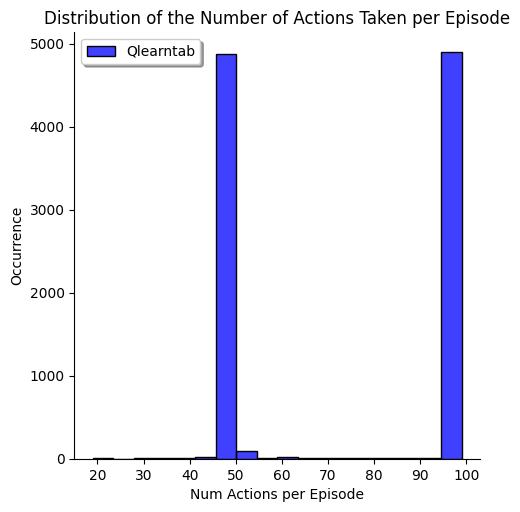 Distribution of the Number of Actions Taken per Episode
Qlearntab
5000
4000
3000
2000
1000
0
Occurrence
20 30 40 50 60 70 80 90 100
Num Actions per Episode